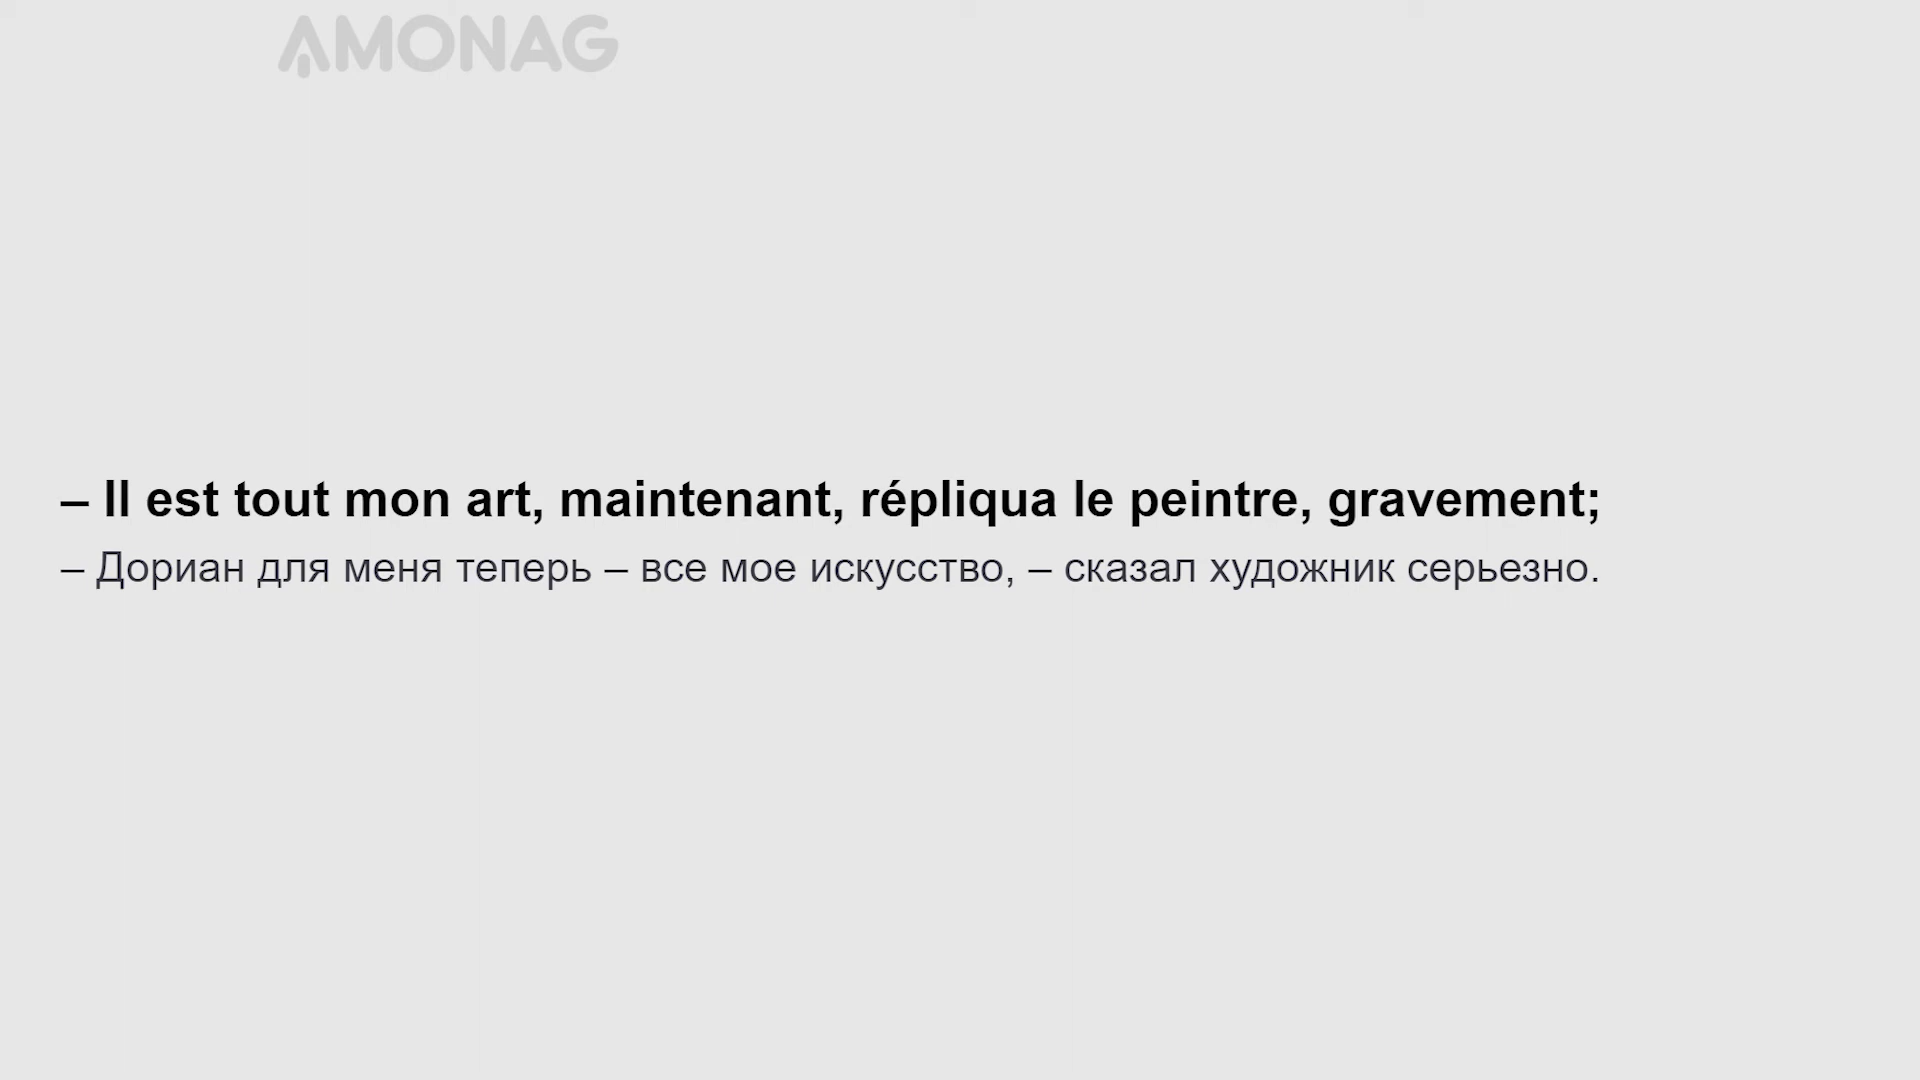 AMONAG
– Il est tout mon art, maintenant, répliqua le peintre, gravement;
– Дориан для меня теперь – все мое искусство, – сказал художник серьезно.